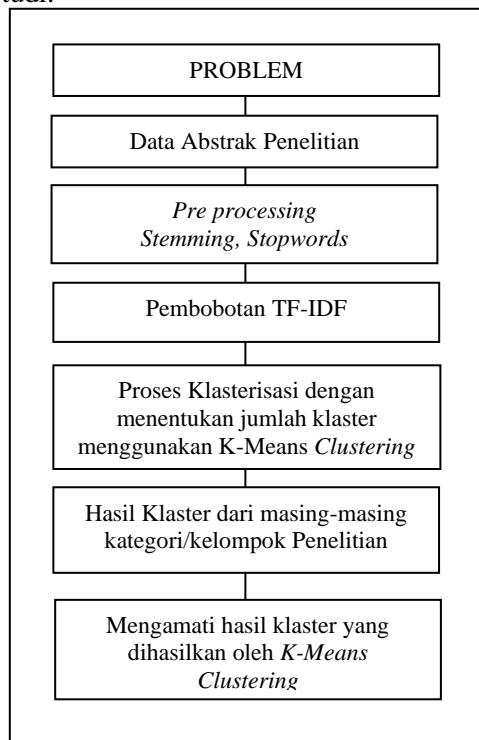 PROBLEM
Data Abstrak Penelitian
Pre processing
Stemming, Stopwords
Pembobotan TF-IDF
Proses Klasterisasi dengan
menentukan jumlah klaster
menggunakan K-Means Clustering
Hasil Klaster dari masing-masing
kategori/kelompok Penelitian
Mengamati hasil klaster yang
dihasilkan oleh K-Means
Clustering